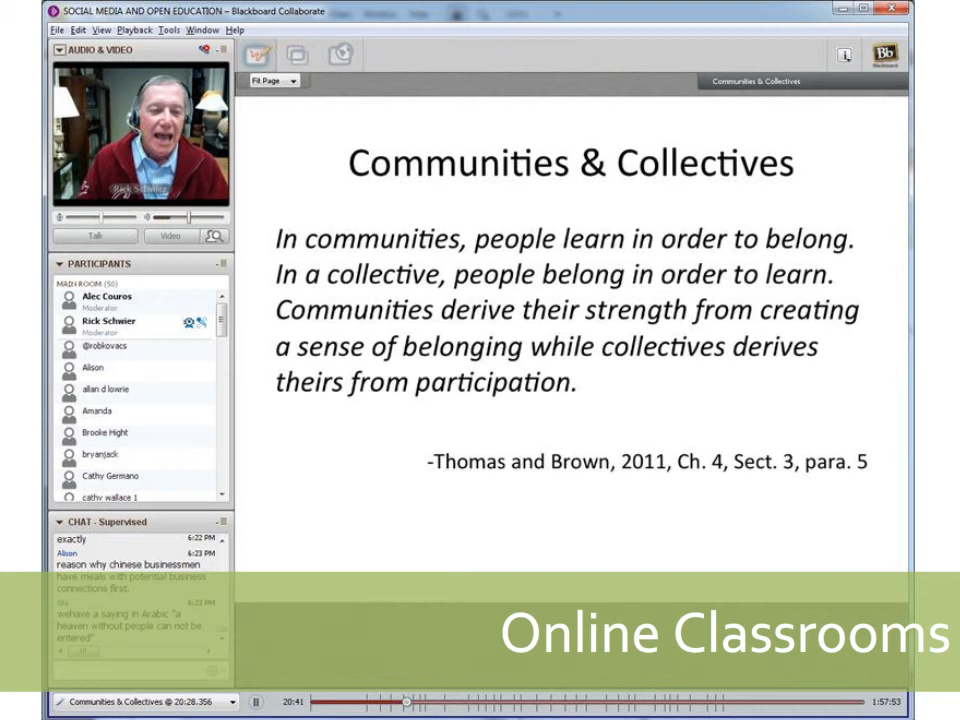 SOCIAL MEDIA AND OPEN EDUCATION – Blackboard Collaborate
File Edit View Playback Tools Window Help
AUDIO & VIDEO
Rick Schwier
Talk
Video
PARTICIPANTS
MAIN ROOM (50)
Alec Couros
Moderator
Rick Schwier
Moderator
@robkovacs
Alison
allan d lowrie
Amanda
Brooke Hight
bryanjack
Cathy Germano
cathy wallace 1
CHAT - Supervised
exactly 6:22 PM
Alison 6:23 PM
reason why chinese businessmen
have meals with potential business
connections first.
6:23 PM
wehave a saying in Arabic "a
heaven without people can not be
entered"
Fit Page
Bb
Blackboard
Communities & Collectives
Communities & Collectives
In communities, people learn in order to belong.
In a collective, people belong in order to learn.
Communities derive their strength from creating
a sense of belonging while collectives derives
theirs from participation.
-Thomas and Brown, 2011, Ch. 4, Sect. 3, para. 5
Online Classrooms
Communities & Collectives @ 20:28.356
20:41
1:57:53